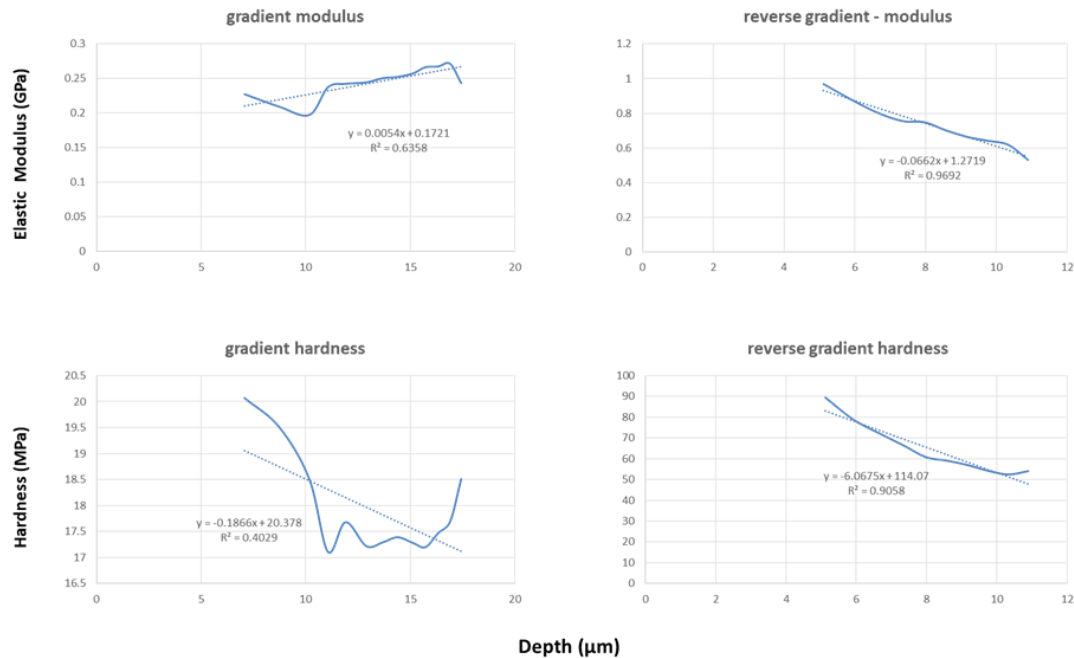 gradient modulus
0.3
0.25
0.2
0.15
0.1
0.05
0
0 5 10 15 20
Elastic Modulus (GPa)
y = 0.0054x + 0.1721
R² = 0.6358
reverse gradient - modulus
1.2
1
0.8
0.6
0.4
0.2
0
0 2 4 6 8 10 12
y = -0.0662x + 1.2719
R² = 0.9692
gradient hardness
20.5
20
19.5
19
18.5
18
17.5
17
16.5
0 5 10 15 20
Hardness (MPa)
y = -0.1866x + 20.378
R² = 0.4029
reverse gradient hardness
100
90
80
70
60
50
40
30
20
10
0
0 2 4 6 8 10 12
y = -6.0675x + 114.07
R² = 0.9058
Depth (µm)